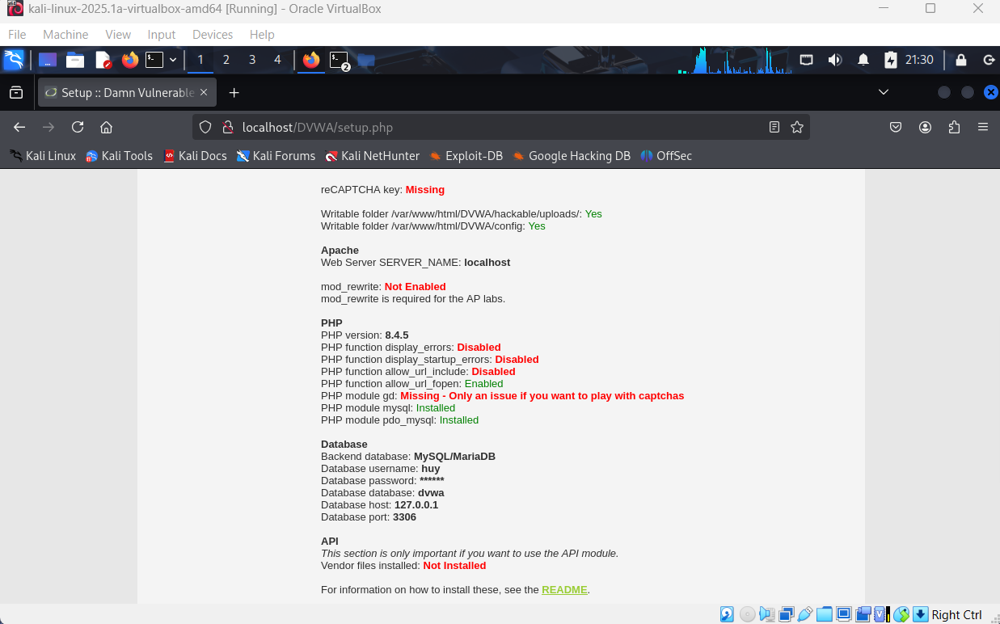 kali-linux-2025.1a-virtualbox-amd64 [Running] - Oracle VirtualBox
File Machine View Input Devices Help
1 2 3 4 2 21:30
Setup :: Damn Vulnerable
localhost/DVWA/setup.php
Kali Linux Kali Tools Kali Docs Kali Forums Kali NetHunter Exploit-DB Google Hacking DB OffSec
reCAPTCHA key: Missing
Writable folder /var/www/html/DVWA/hackable/uploads/: Yes
Writable folder /var/www/html/DVWA/config: Yes
Apache
Web Server SERVER_NAME: localhost
mod_rewrite: Not Enabled
mod_rewrite is required for the AP labs.
PHP
PHP version: 8.4.5
PHP function display_errors: Disabled
PHP function display_startup_errors: Disabled
PHP function allow_url_include: Disabled
PHP function allow_url_fopen: Enabled
PHP module gd: Missing - Only an issue if you want to play with captchas
PHP module mysql: Installed
PHP module pdo_mysql: Installed
Database
Backend database: MySQL/MariaDB
Database username: huy
Database password: ******
Database database: dvwa
Database host: 127.0.0.1
Database port: 3306
API
This section is only important if you want to use the API module.
Vendor files installed: Not Installed
For information on how to install these, see the README.
Right Ctrl